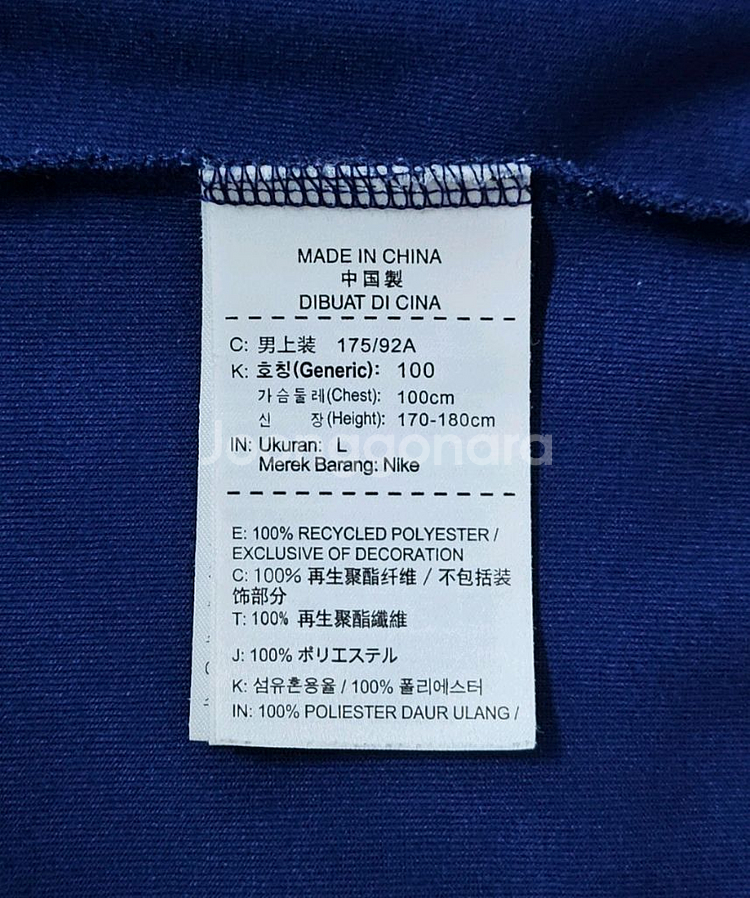 MADE IN CHINA
中国製
DIBUAT DI CINA
C: 男上装 175/92A
K: 호칭(Generic): 100
가슴둘레(Chest): 100cm
신 장(Height): 170-180cm
IN: Ukuran: L
Merek Barang: Nike
Joonggonara
E: 100% RECYCLED POLYESTER /
EXCLUSIVE OF DECORATION
C: 100% 再生聚酯纤维 / 不包括装
饰部分
T: 100% 再生聚酯纖維
J: 100% ポリエステル
K: 섬유혼용율 / 100% 폴리에스터
IN: 100% POLIESTER DAUR ULANG /